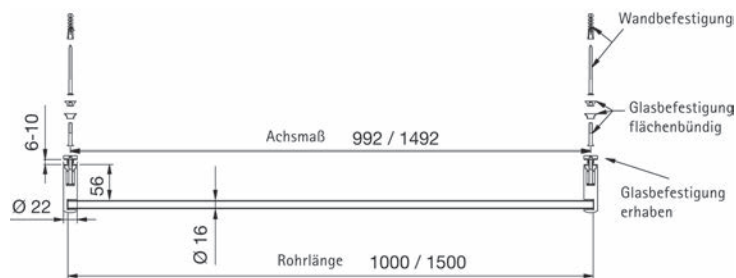 Wandbefestigung
Glasbefestigung
flächenbündig
Achsmaß 992 / 1492
6-10
56
Glasbefestigung
erhaben
Ø 22
Ø 16
Rohrlänge 1000 / 1500